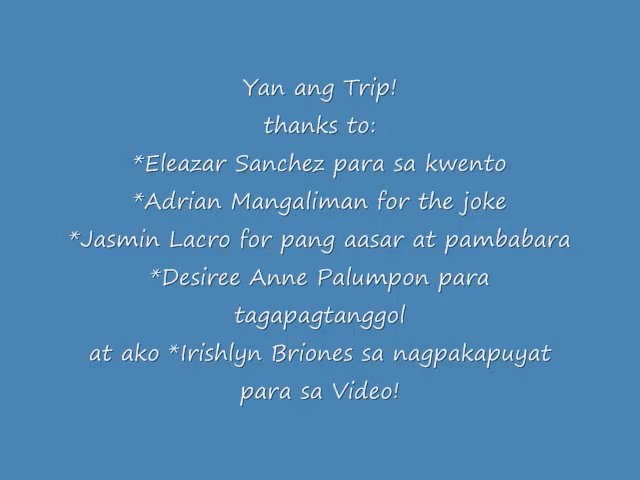 Yan ang Trip!
thanks to:
*Eleazar Sanchez para sa kwento
*Adrian Mangaliman for the joke
*Jasmin Lacro for pang aasar at pambabara
*Desiree Anne Palumpon para
tagapagtanggol
at ako *Irishlyn Briones sa nagpakapuyat
para sa Video!